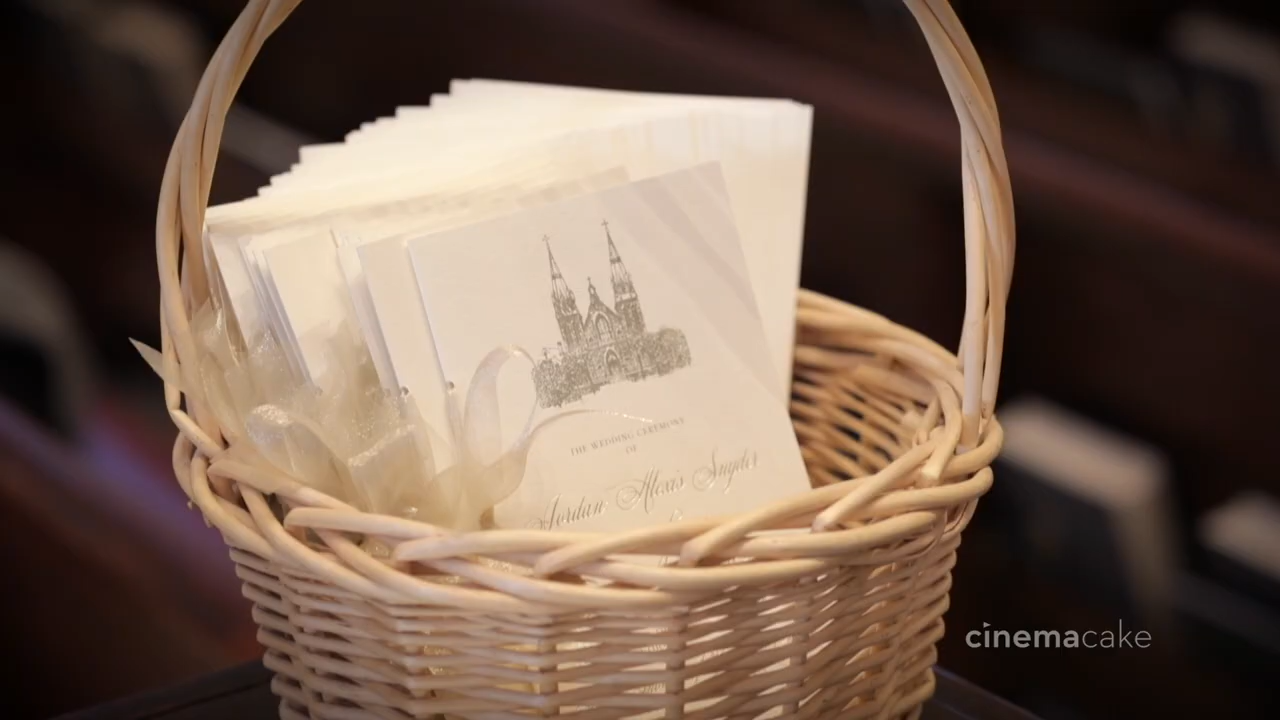 THE WEDDING CEREMONY
OF
Jordan Alexis Snyder
&
cinemacake